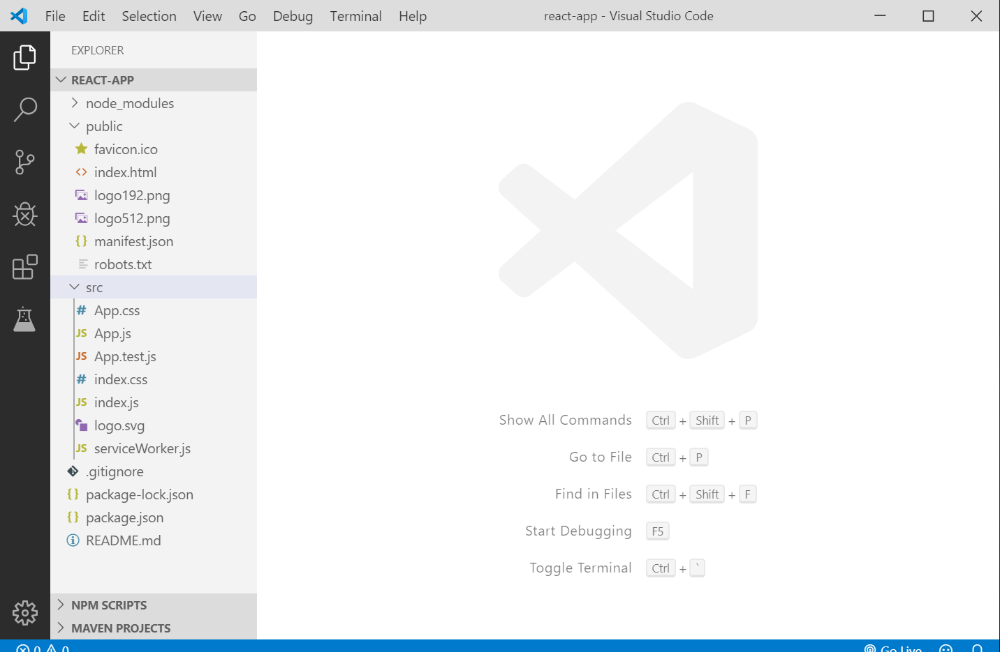 File Edit Selection View Go Debug Terminal Help react-app - Visual Studio Code
EXPLORER
REACT-APP
node_modules
public
favicon.ico
<> index.html
logo192.png
logo512.png
{} manifest.json
robots.txt
src
# App.css
JS App.js
JS App.test.js
# index.css
JS index.js
logo.svg
JS serviceWorker.js
.gitignore
{} package-lock.json
{} package.json
README.md
NPM SCRIPTS
MAVEN PROJECTS
Show All Commands Ctrl + Shift + P
Go to File Ctrl + P
Find in Files Ctrl + Shift + F
Start Debugging F5
Toggle Terminal Ctrl + `
0 0 Go Live